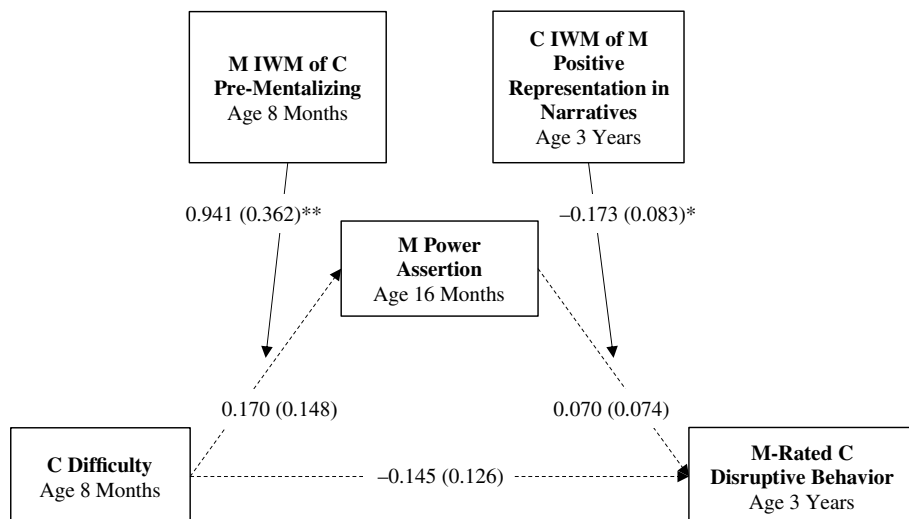 M IWM of C
Pre-Mentalizing
Age 8 Months
C IWM of M
Positive
Representation in
Narratives
Age 3 Years
0.941 (0.362)**
–0.173 (0.083)*
M Power
Assertion
Age 16 Months
0.170 (0.148)
0.070 (0.074)
C Difficulty
Age 8 Months
–0.145 (0.126)
M-Rated C
Disruptive Behavior
Age 3 Years